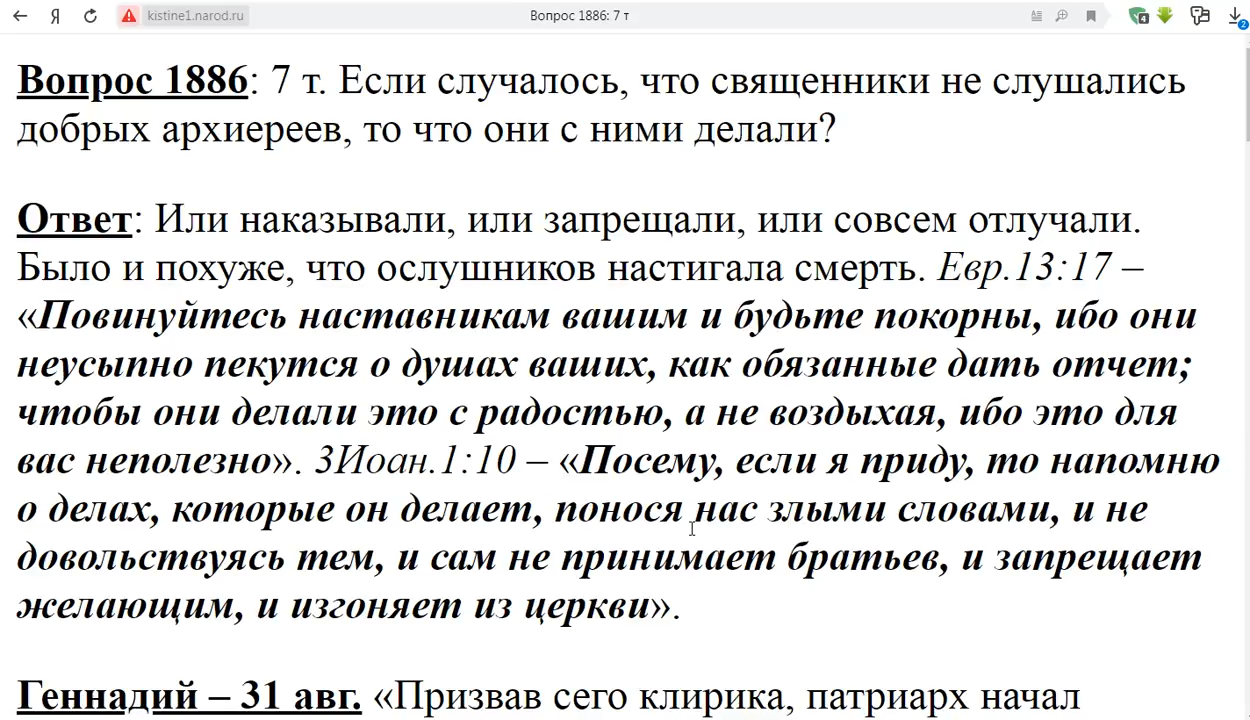 kistine1.narod.ru
Вопрос 1886: 7 т
4
2
Вопрос 1886: 7 т. Если случалось, что священники не слушались
добрых архиереев, то что они с ними делали?
Ответ: Или наказывали, или запрещали, или совсем отлучали.
Было и похуже, что ослушников настигала смерть. Евр.13:17 –
«Повинуйтесь наставникам вашим и будьте покорны, ибо они
неусыпно пекутся о душах ваших, как обязанные дать отчет;
чтобы они делали это с радостью, а не воздыхая, ибо это для
вас неполезно». 3Иоан.1:10 – «Посему, если я приду, то напомню
о делах, которые он делает, понося нас злыми словами, и не
довольствуясь тем, и сам не принимает братьев, и запрещает
желающим, и изгоняет из церкви».
Геннадий – 31 авг. «Призвав сего клирика, патриарх начал